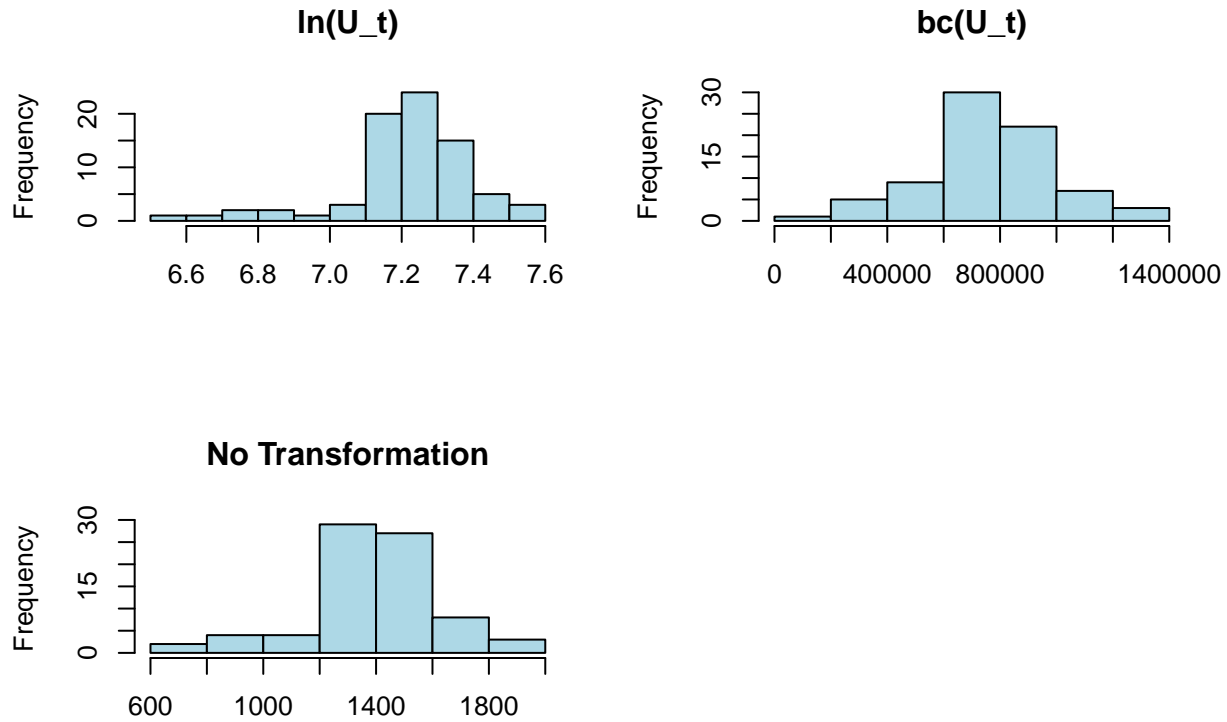 ln(U_t)
Frequency
0 10 20
6.6 6.8 7.0 7.2 7.4 7.6
bc(U_t)
Frequency
0 15 30
0 400000 800000 1400000
No Transformation
Frequency
0 15 30
600 1000 1400 1800